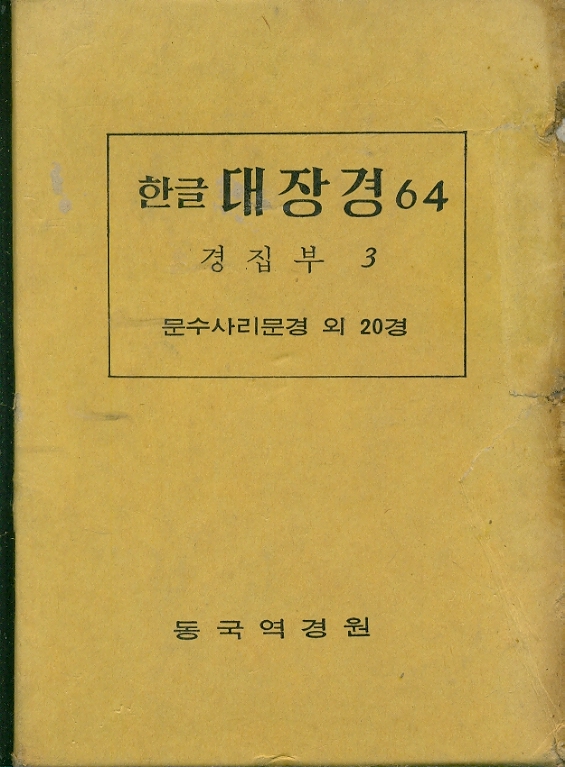 한글 대장경 64
경집부 3
문수사리문경 외 20경
동국역경원